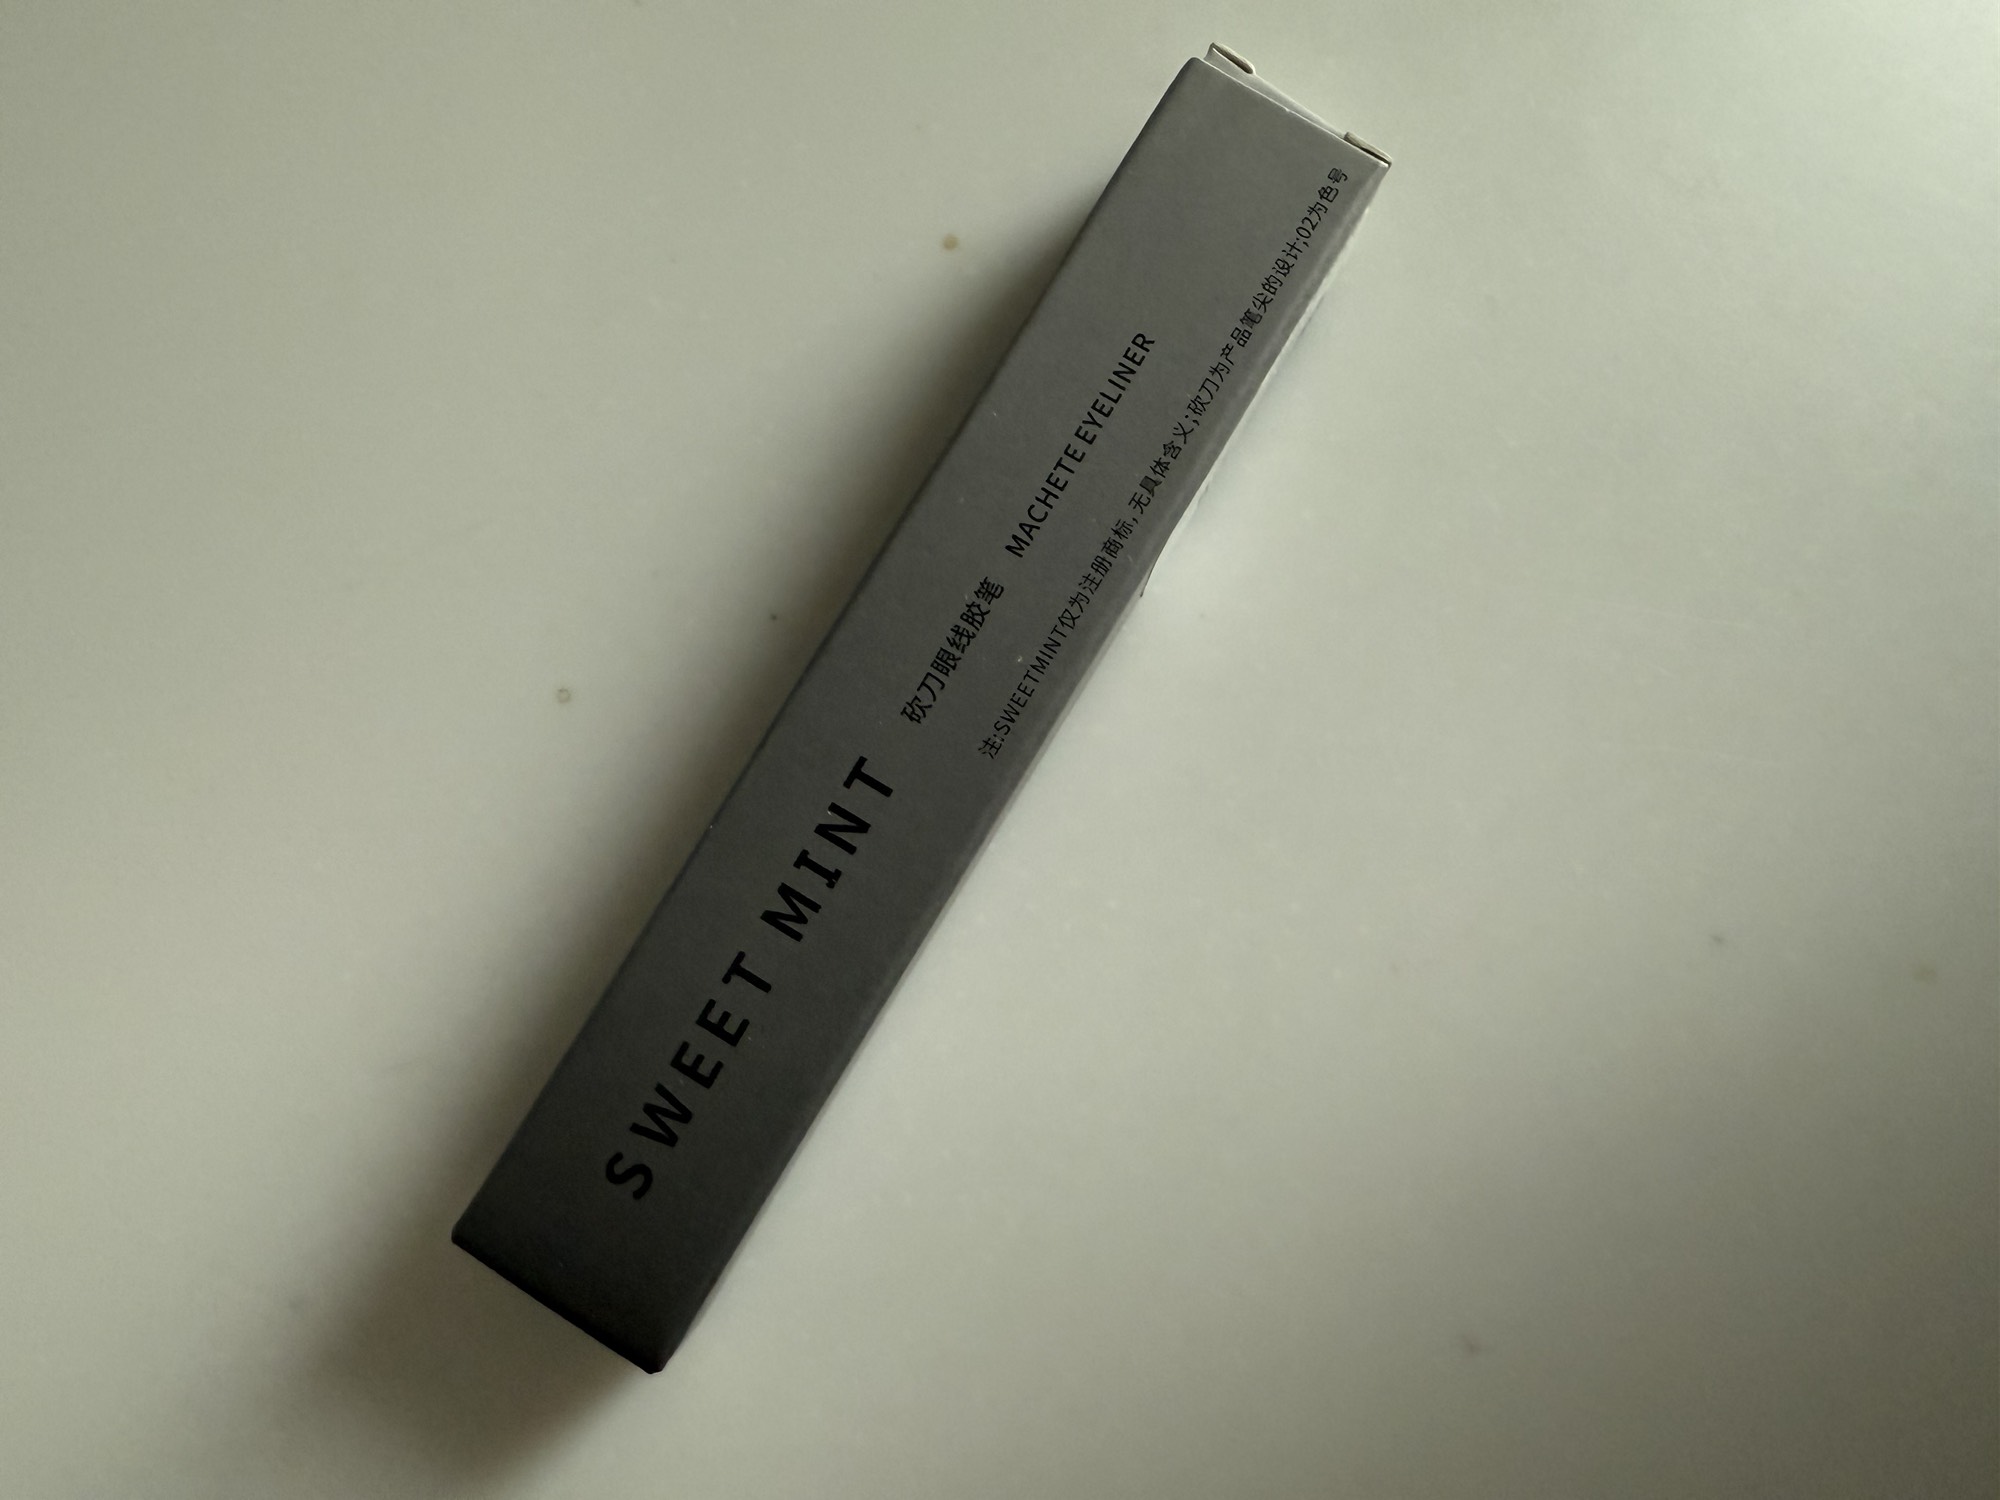 SWEET MINT
砍刀眼线胶笔 MACHETE EYELINER
注:SWEETMINT仅为注册商标,无具体含义;砍刀为产品笔尖的设计;02为色号